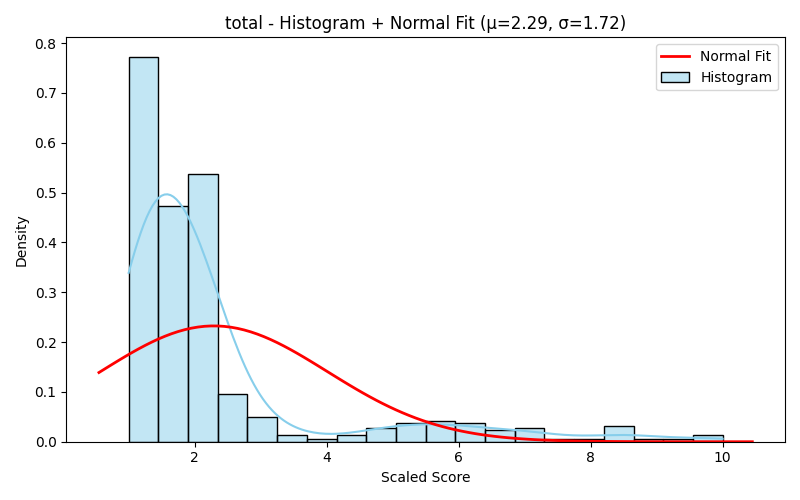 total - Histogram + Normal Fit (μ=2.29, σ=1.72)
Normal Fit
Histogram
Density
0.8
0.7
0.6
0.5
0.4
0.3
0.2
0.1
0.0
2 4 6 8 10
Scaled Score